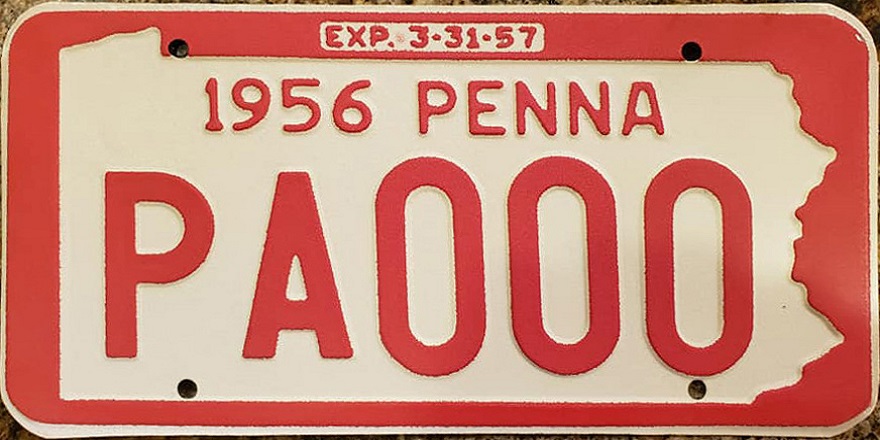 EXP. 3-31-57
1956 PENNA
PA000